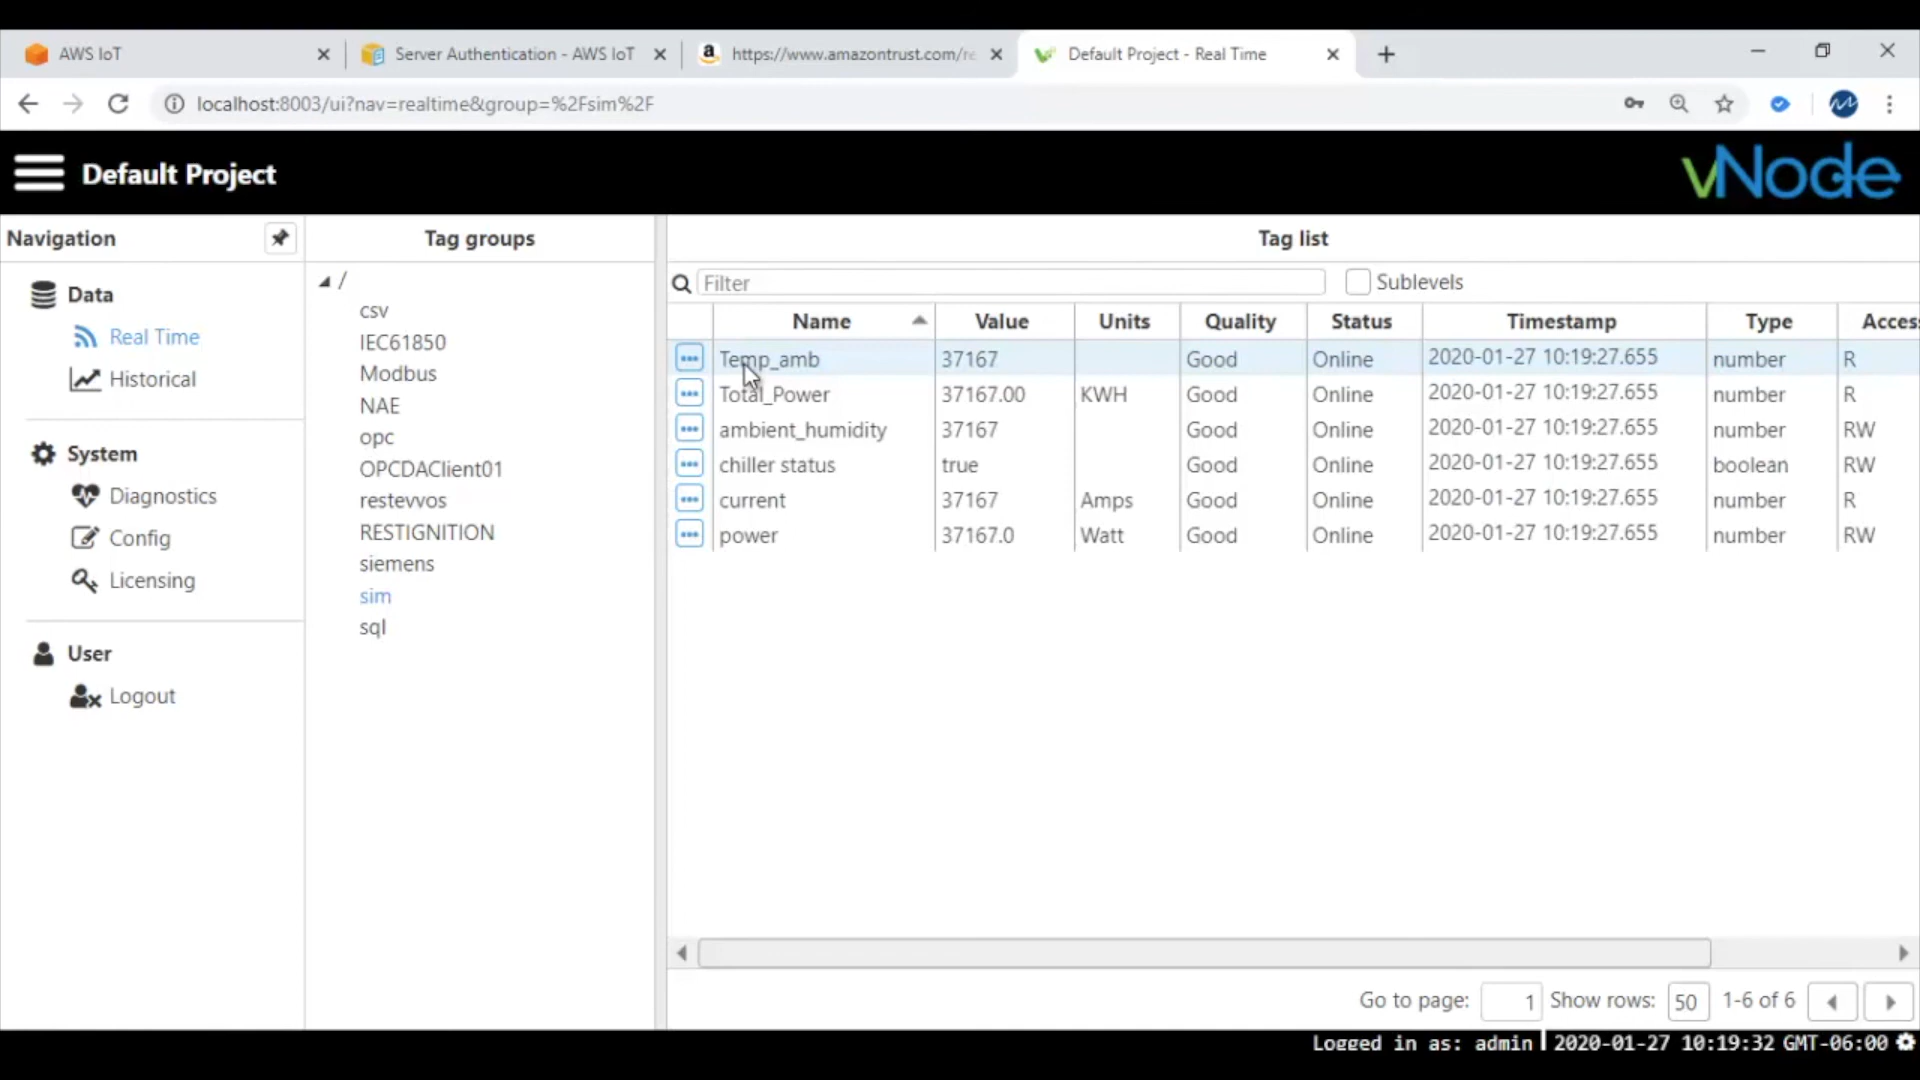 AWS IoT
Server Authentication - AWS IoT
https://www.amazontrust.com/re
Default Project - Real Time
localhost:8003/ui?nav=realtime&group=%2Fsim%2F
Default Project
vNode
Navigation
Data
Real Time
Historical
System
Diagnostics
Config
Licensing
User
Logout
Tag groups
/
csv
IEC61850
Modbus
NAE
opc
OPCDAClient01
restevvos
RESTIGNITION
siemens
sim
sql
Tag list
Filter Sublevels
Name Value Units Quality Status Timestamp Type Acces
Temp_amb 37167 Good Online 2020-01-27 10:19:27.655 number R
Total_Power 37167.00 KWH Good Online 2020-01-27 10:19:27.655 number R
ambient_humidity 37167 Good Online 2020-01-27 10:19:27.655 number RW
chiller status true Good Online 2020-01-27 10:19:27.655 boolean RW
current 37167 Amps Good Online 2020-01-27 10:19:27.655 number R
power 37167.0 Watt Good Online 2020-01-27 10:19:27.655 number RW
Go to page: 1 Show rows: 50 1-6 of 6
Logged in as: admin 2020-01-27 10:19:32 GMT-06:00